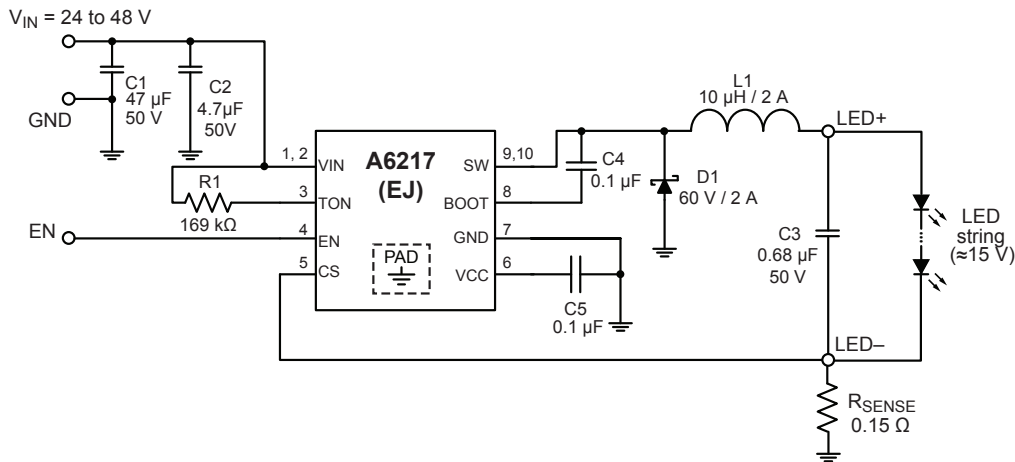 VIN = 24 to 48 V
GND
C1
47 µF
50 V
C2
4.7µF
50V
R1
169 kΩ
EN
1, 2
3
4
5
VIN
TON
EN
CS
A6217
(EJ)
PAD
SW
BOOT
GND
VCC
9,10
8
7
6
C4
0.1 µF
C5
0.1 µF
D1
60 V / 2 A
L1
10 µH / 2 A
LED+
C3
0.68 µF
50 V
LED
string
(≈15 V)
LED–
RSENSE
0.15 Ω